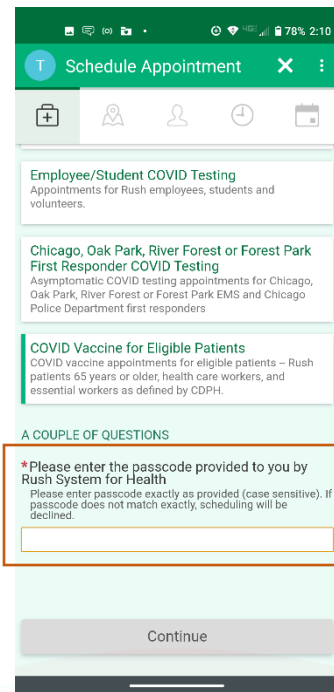 78% 2:10
T Schedule Appointment
Employee/Student COVID Testing
Appointments for Rush employees, students and
volunteers.
Chicago, Oak Park, River Forest or Forest Park
First Responder COVID Testing
Asymptomatic COVID testing appointments for Chicago,
Oak Park, River Forest or Forest Park EMS and Chicago
Police Department first responders
COVID Vaccine for Eligible Patients
COVID vaccine appointments for eligible patients – Rush
patients 65 years or older, health care workers, and
essential workers as defined by CDPH.
A COUPLE OF QUESTIONS
*Please enter the passcode provided to you by
Rush System for Health
Please enter passcode exactly as provided (case sensitive). If
passcode does not match exactly, scheduling will be
declined.
Continue